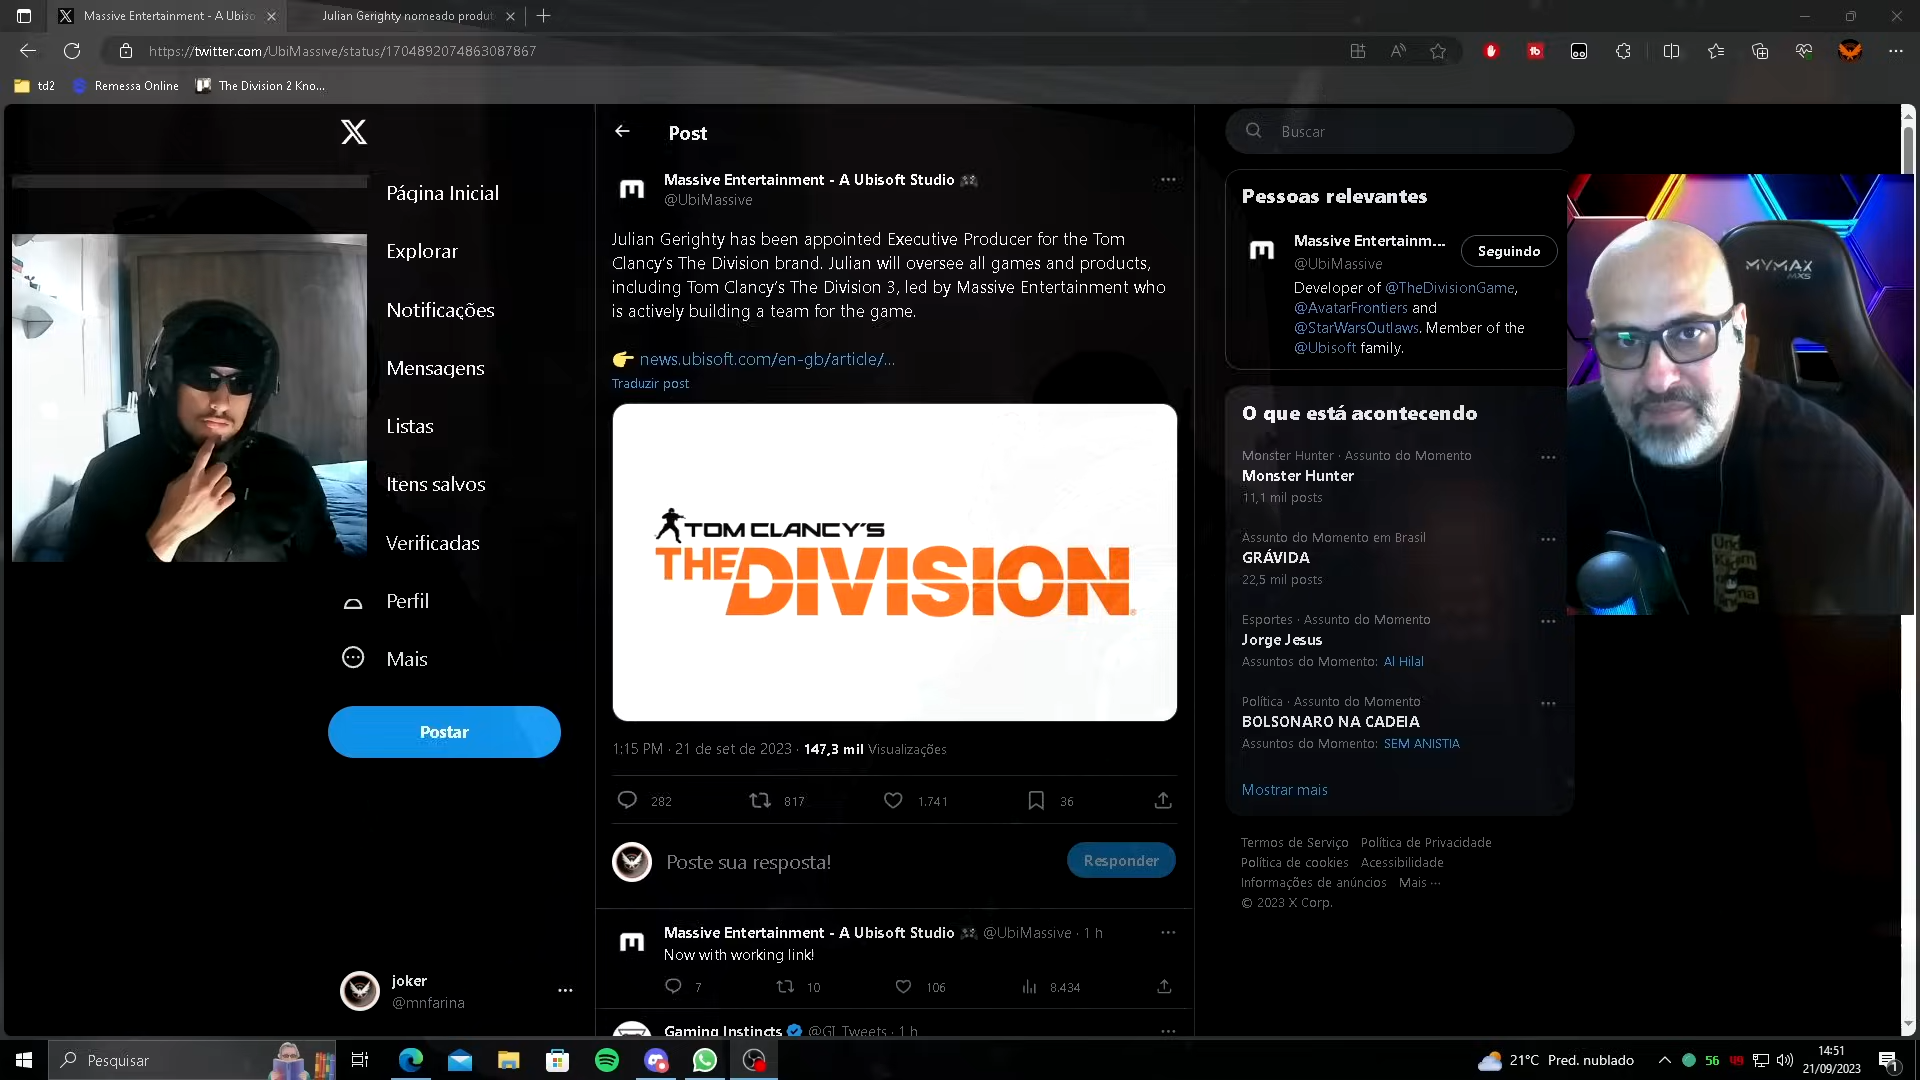 Massive Entertainment - A Ubiso
Julian Gerighty nomeado produt
https://twitter.com/UbiMassive/status/1704892074863087867
td2
Remessa Online
The Division 2 Kno...
Página Inicial
Explorar
Notificações
Mensagens
Listas
Itens salvos
Verificadas
Perfil
Mais
Postar
joker
@mnfarina
Post
Massive Entertainment - A Ubisoft Studio 🎮
@UbiMassive
Julian Gerighty has been appointed Executive Producer for the Tom
Clancy's The Division brand. Julian will oversee all games and products,
including Tom Clancy's The Division 3, led by Massive Entertainment who
is actively building a team for the game.
👉 news.ubisoft.com/en-gb/article/...
Traduzir post
TOM CLANCY'S
THE DIVISION
1:15 PM · 21 de set de 2023 · 147,3 mil Visualizações
282 817 1.741 36
Poste sua resposta!
Responder
Massive Entertainment - A Ubisoft Studio 🎮 @UbiMassive · 1 h
Now with working link!
7 10 106 8.434
Gaming Instincts @GI_Tweets · 1 h
Buscar
Pessoas relevantes
Massive Entertainm...
@UbiMassive
Seguindo
Developer of @TheDivisionGame,
@AvatarFrontiers and
@StarWarsOutlaws. Member of the
@Ubisoft family.
O que está acontecendo
Monster Hunter · Assunto do Momento
Monster Hunter
11,1 mil posts
Assunto do Momento em Brasil
GRÁVIDA
22,5 mil posts
Esportes · Assunto do Momento
Jorge Jesus
Assuntos do Momento: Al Hilal
Política · Assunto do Momento
BOLSONARO NA CADEIA
Assuntos do Momento: SEM ANISTIA
Mostrar mais
Termos de Serviço Política de Privacidade
Política de cookies Acessibilidade
Informações de anúncios Mais ...
© 2023 X Corp.
MYMAX
MX5
Pesquisar
21°C Pred. nublado
56
14:51
21/09/2023
1